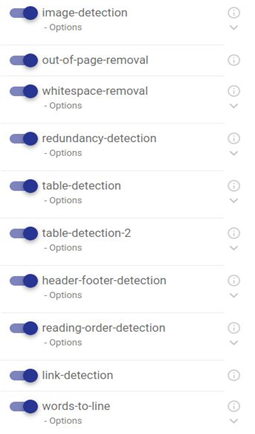 image-detection
- Options
out-of-page-removal
whitespace-removal
- Options
redundancy-detection
- Options
table-detection
- Options
table-detection-2
- Options
header-footer-detection
- Options
reading-order-detection
- Options
link-detection
words-to-line
- Options